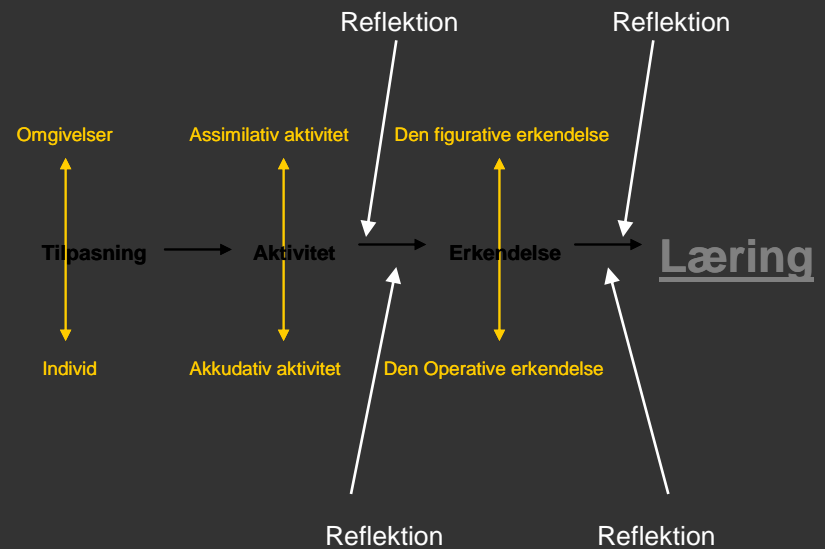 Reflektion
Reflektion
Omgivelser
Assimilativ aktivitet
Den figurative erkendelse
Tilpasning
Aktivitet
Erkendelse
Læring
Individ
Akkudativ aktivitet
Den Operative erkendelse
Reflektion
Reflektion